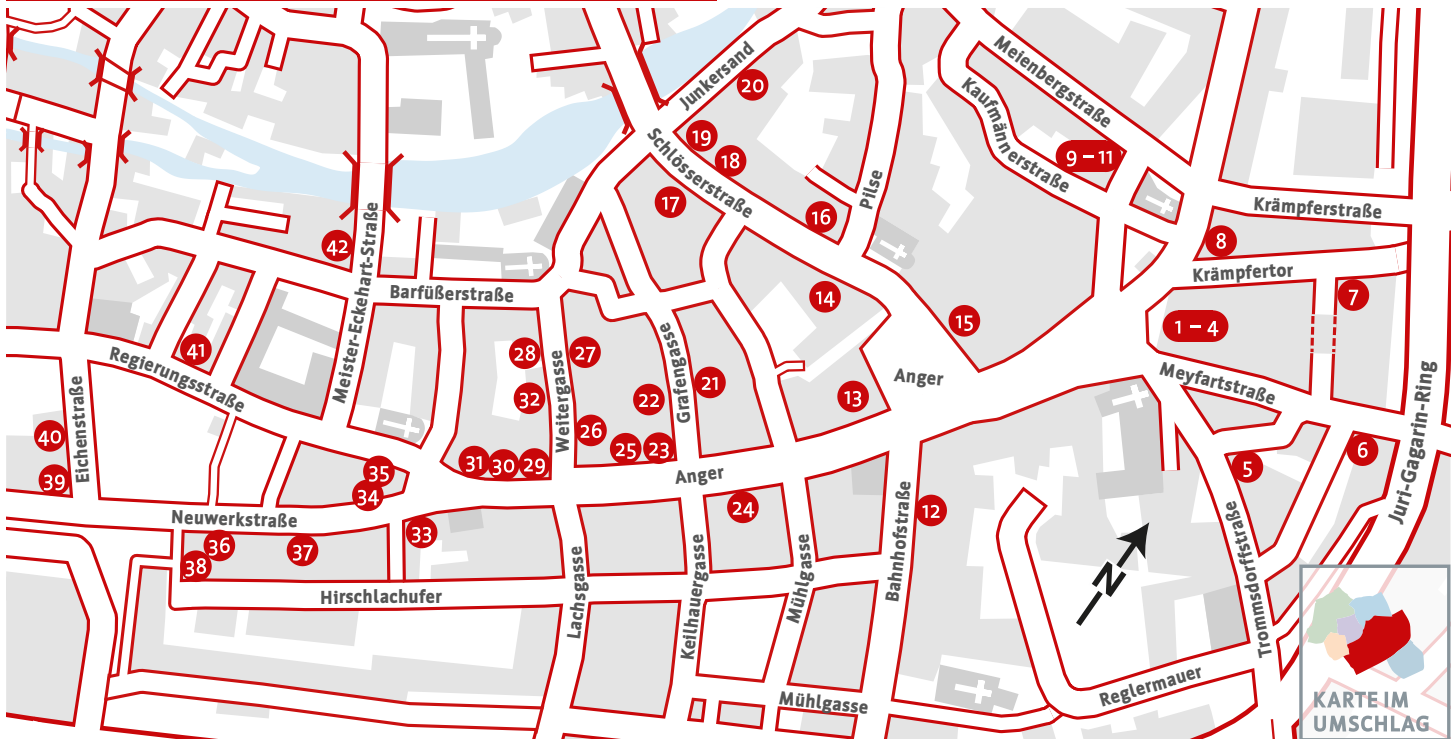 Junkersand
Meienbergstraße
20
Kaufmännerstraße
19
18
9 – 11
Schlösserstraße
Pilse
17
16
Krämpferstraße
8
42
Meister-Eckehart-Straße
Krämpfertor
Barfüßerstraße
14
7
15
1 – 4
41
28
27
Regierungsstraße
Grafengasse
21
Anger
Meyfartstraße
Eichenstraße
32
22
13
Weitergasse
Juri-Gagarin-Ring
40
26
25
23
6
31
30
29
35
5
39
34
Anger
24
12
Neuwerkstraße
33
36
37
38
Bahnhofstraße
Trommsdorffstraße
N
Hirschlachufer
Lachsgasse
Keilhauergasse
Mühlgasse
Reglermauer
Mühlgasse
KARTE IM
UMSCHLAG